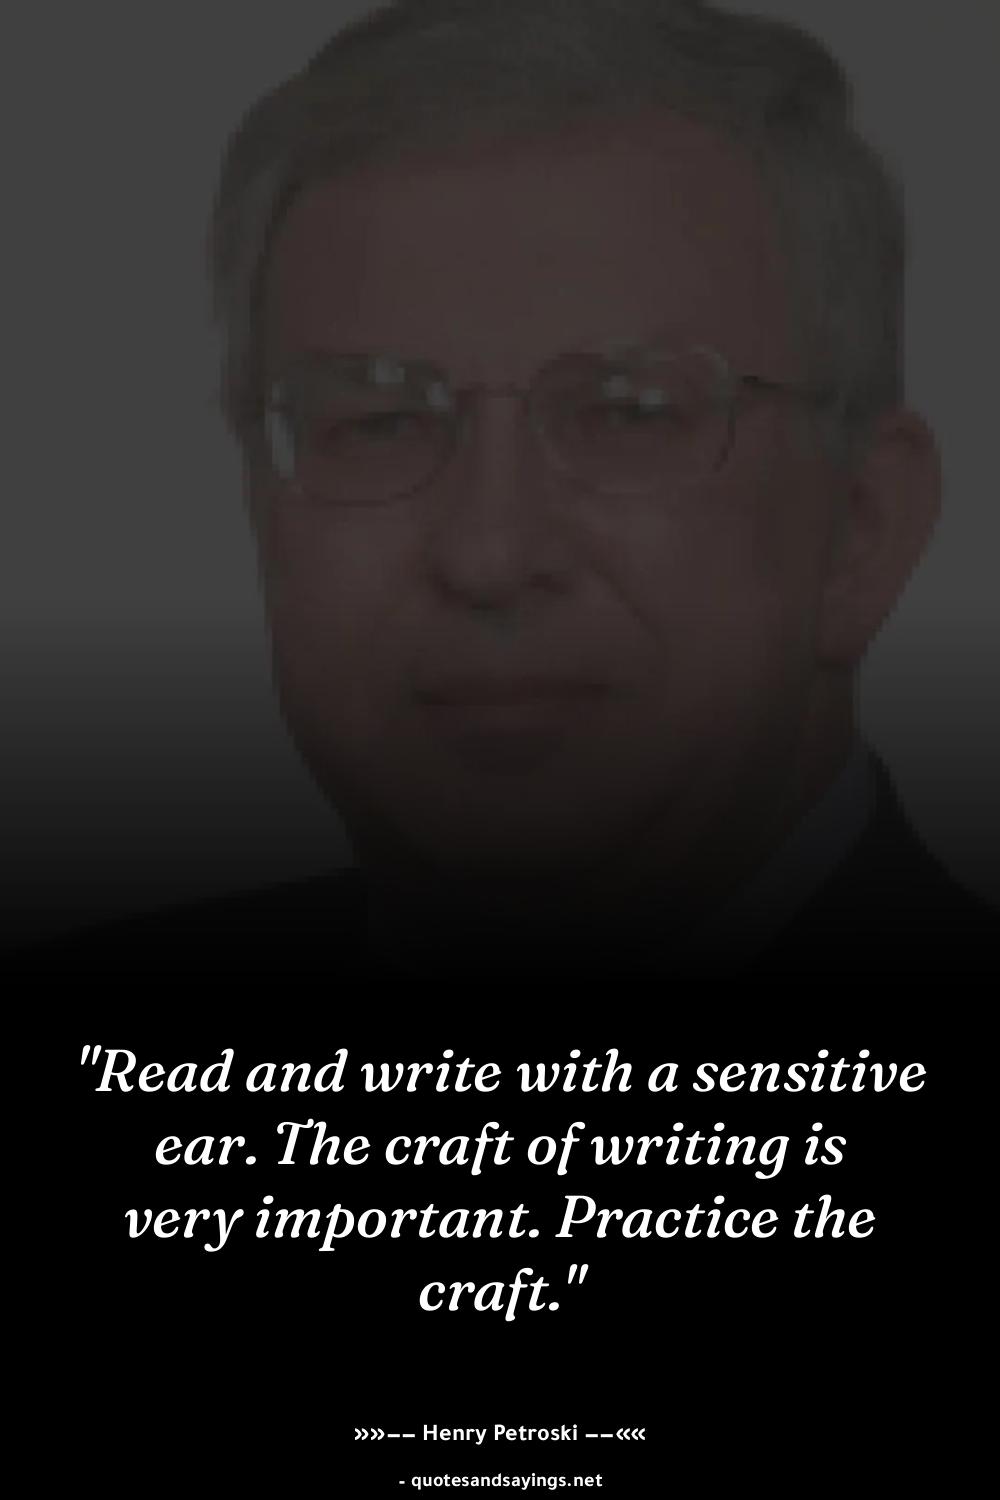 "Read and write with a sensitive
ear. The craft of writing is
very important. Practice the
craft."
»»−− Henry Petroski −−««
- quotesandsayings.net